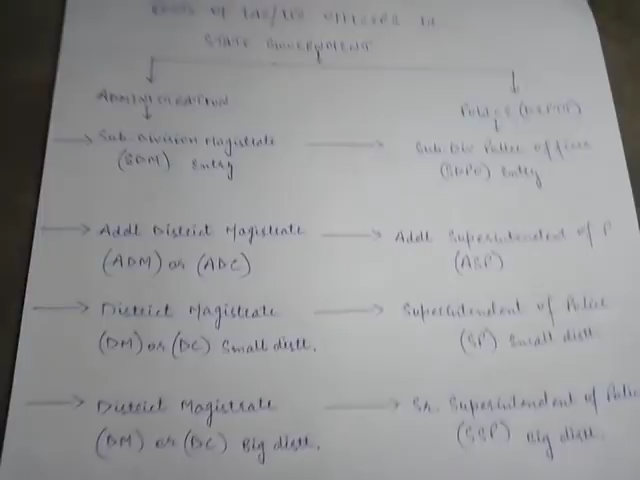 OF IAS/IPS OFFICERS IN
STATE GOVERNMENT
ADMINISTRATION
POLICE
Sub Division Magistrate
(SDM) Entry
Sub Div Police Officer
(SDPO) Entry
Addl District Magistrate
(ADM) or (ADC)
Addl Superintendent of P
(ASP)
District Magistrate
(DM) or (DC) Small distt.
Superintendent of Police
(SP) Small distt
District Magistrate
(DM) or (DC) Big distt.
Sr. Superintendent of Police
(SSP) Big distt.